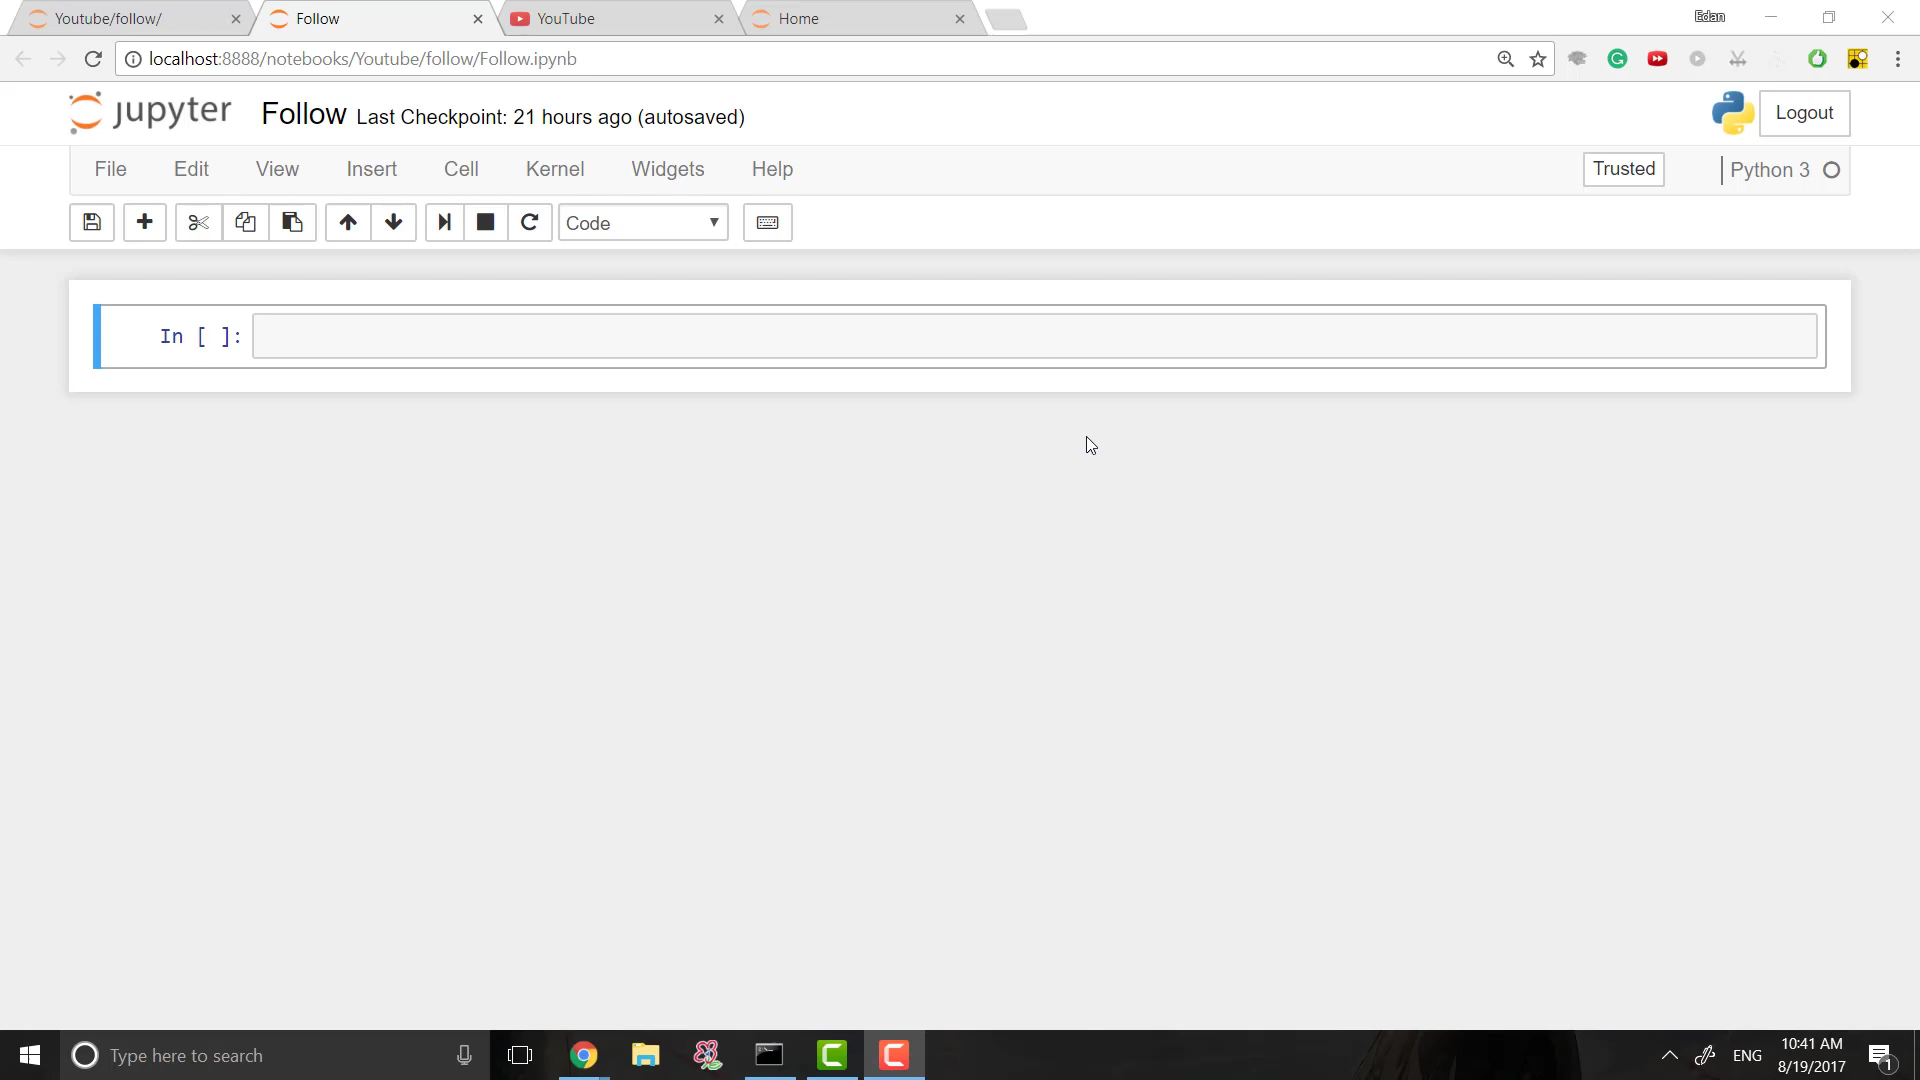 Youtube/follow/
Follow
YouTube
Home
Edan
localhost:8888/notebooks/Youtube/follow/Follow.ipynb
jupyter
Follow Last Checkpoint: 21 hours ago (autosaved)
Logout
File Edit View Insert Cell Kernel Widgets Help
Trusted
Python 3
Code
In [ ]:
Type here to search
ENG
10:41 AM
8/19/2017
1